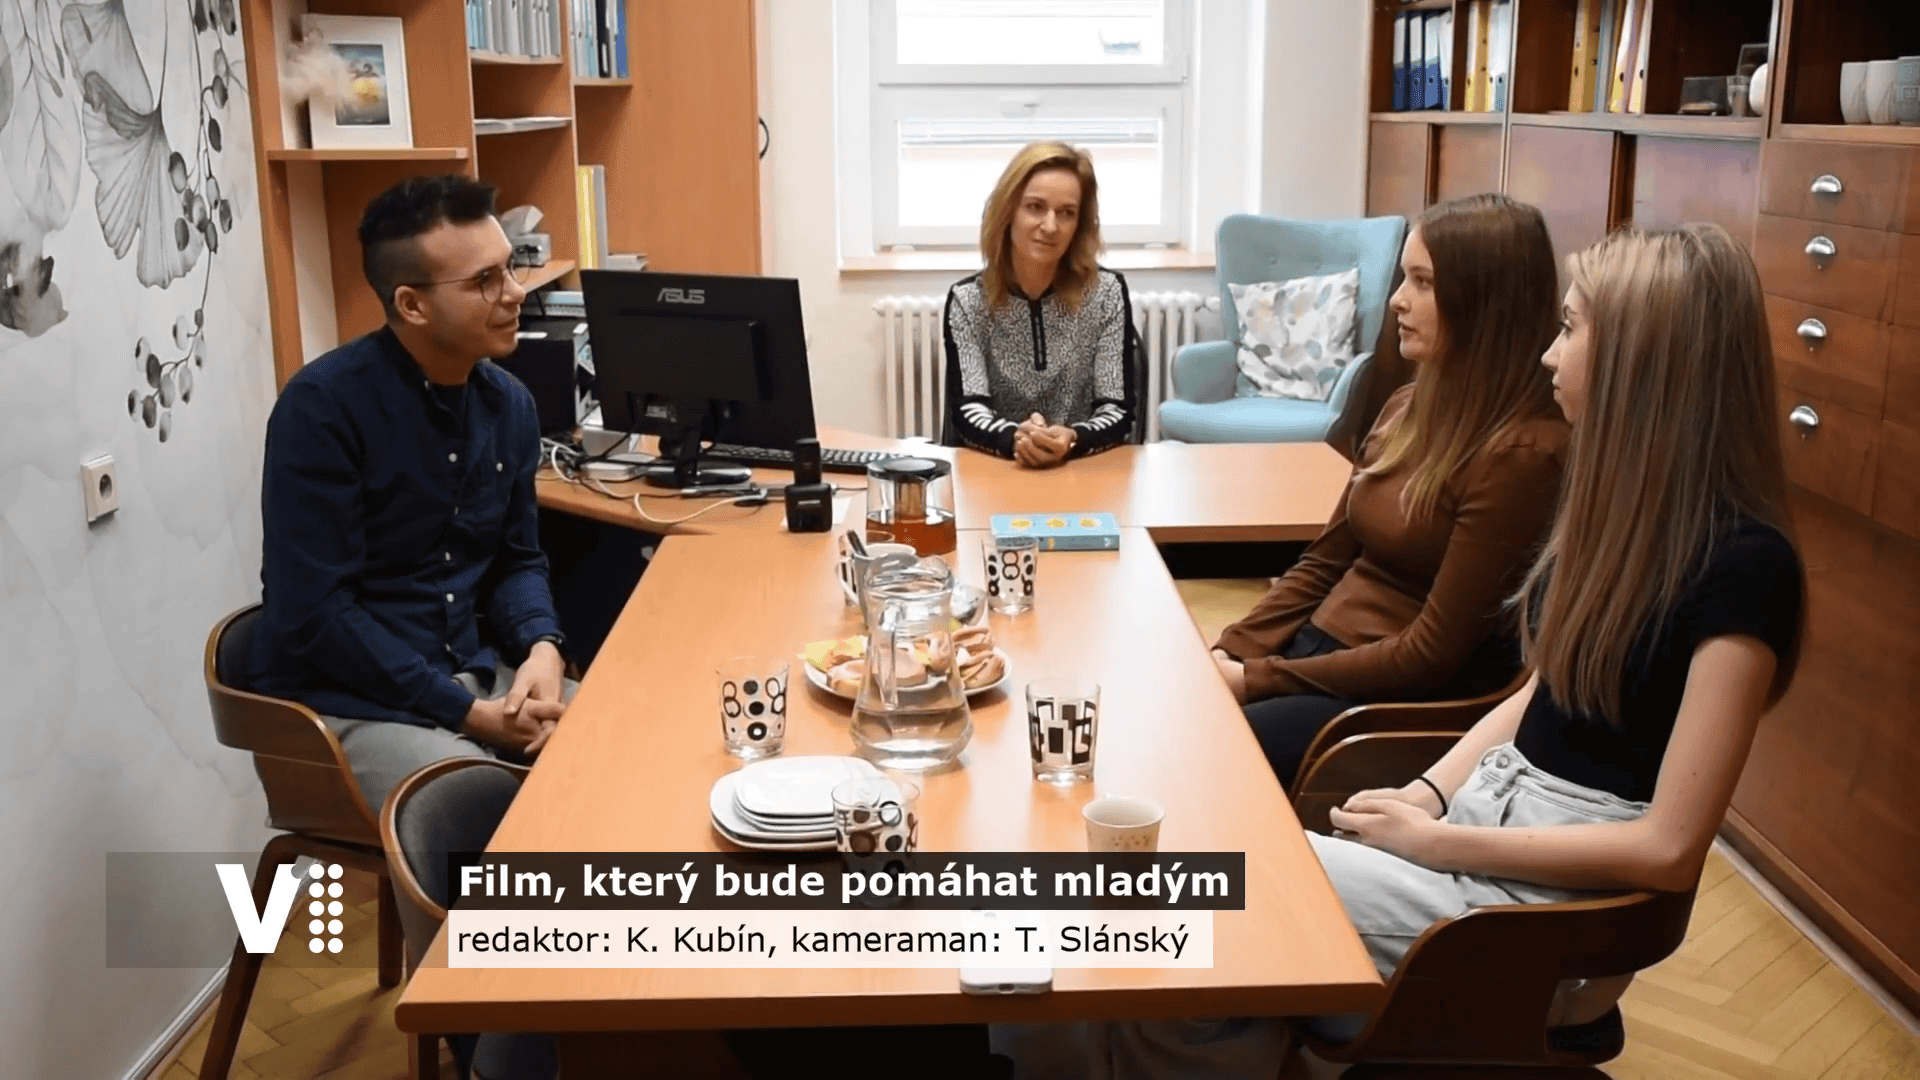 ASUS
V
Film, který bude pomáhat mladým
redaktor: K. Kubín, kameraman: T. Slánský